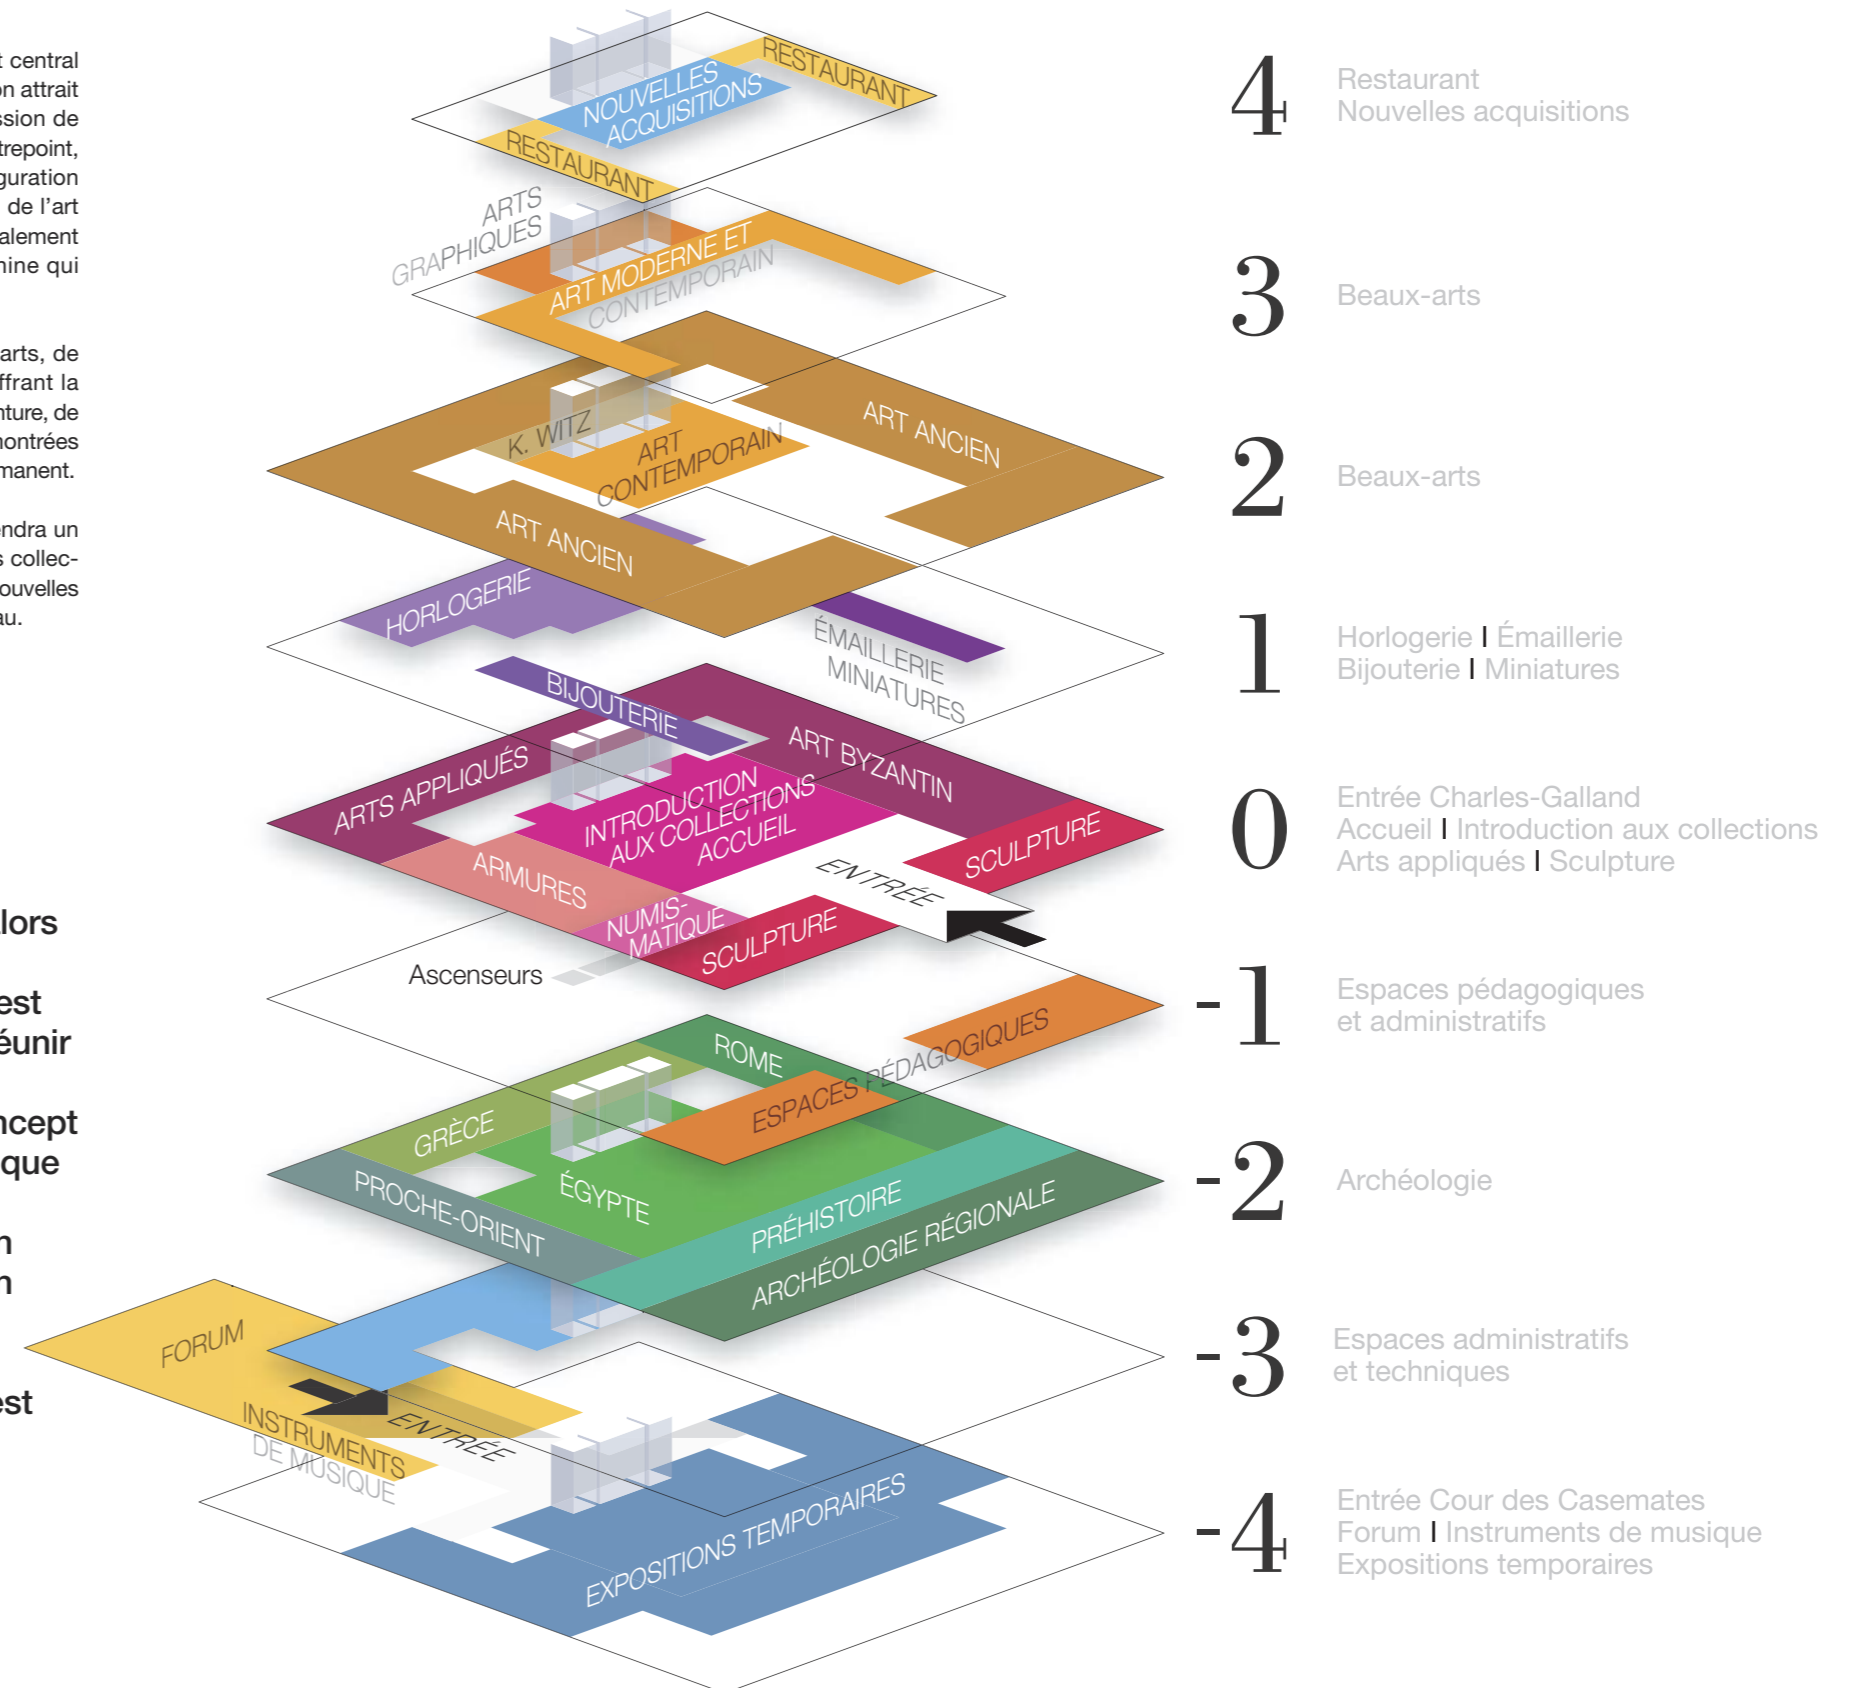 t central
on attrait
ssion de
trepoint,
guration
de l'art
alement
nine qui
arts, de
ffrant la
nture, de
montrées
manent.
endra un
s collec-
ouvelles
au.
alors
est
éunir
ncept
que
n
n
est
RESTAURANT
NOUVELLES
ACQUISITIONS
RESTAURANT
4
Restaurant
Nouvelles acquisitions
ARTS
GRAPHIQUES
ART MODERNE ET
CONTEMPORAIN
3
Beaux-arts
K. WITZ
ART
CONTEMPORAIN
ART ANCIEN
ART ANCIEN
2
Beaux-arts
HORLOGERIE
ÉMAILLERIE
MINIATURES
BIJOUTERIE
1
Horlogerie I Émaillerie
Bijouterie I Miniatures
ARTS APPLIQUÉS
ART BYZANTIN
INTRODUCTION
AUX COLLECTIONS
ACCUEIL
ARMURES
NUMIS-
MATIQUE
SCULPTURE
ENTRÉE
SCULPTURE
0
Entrée Charles-Galland
Accueil I Introduction aux collections
Arts appliqués I Sculpture
Ascenseurs
ESPACES PÉDAGOGIQUES
-1
Espaces pédagogiques
et administratifs
ROME
GRÈCE
ÉGYPTE
PROCHE-ORIENT
PRÉHISTOIRE
ARCHÉOLOGIE RÉGIONALE
-2
Archéologie
-3
Espaces administratifs
et techniques
FORUM
INSTRUMENTS
DE MUSIQUE
ENTRÉE
EXPOSITIONS TEMPORAIRES
-4
Entrée Cour des Casemates
Forum I Instruments de musique
Expositions temporaires